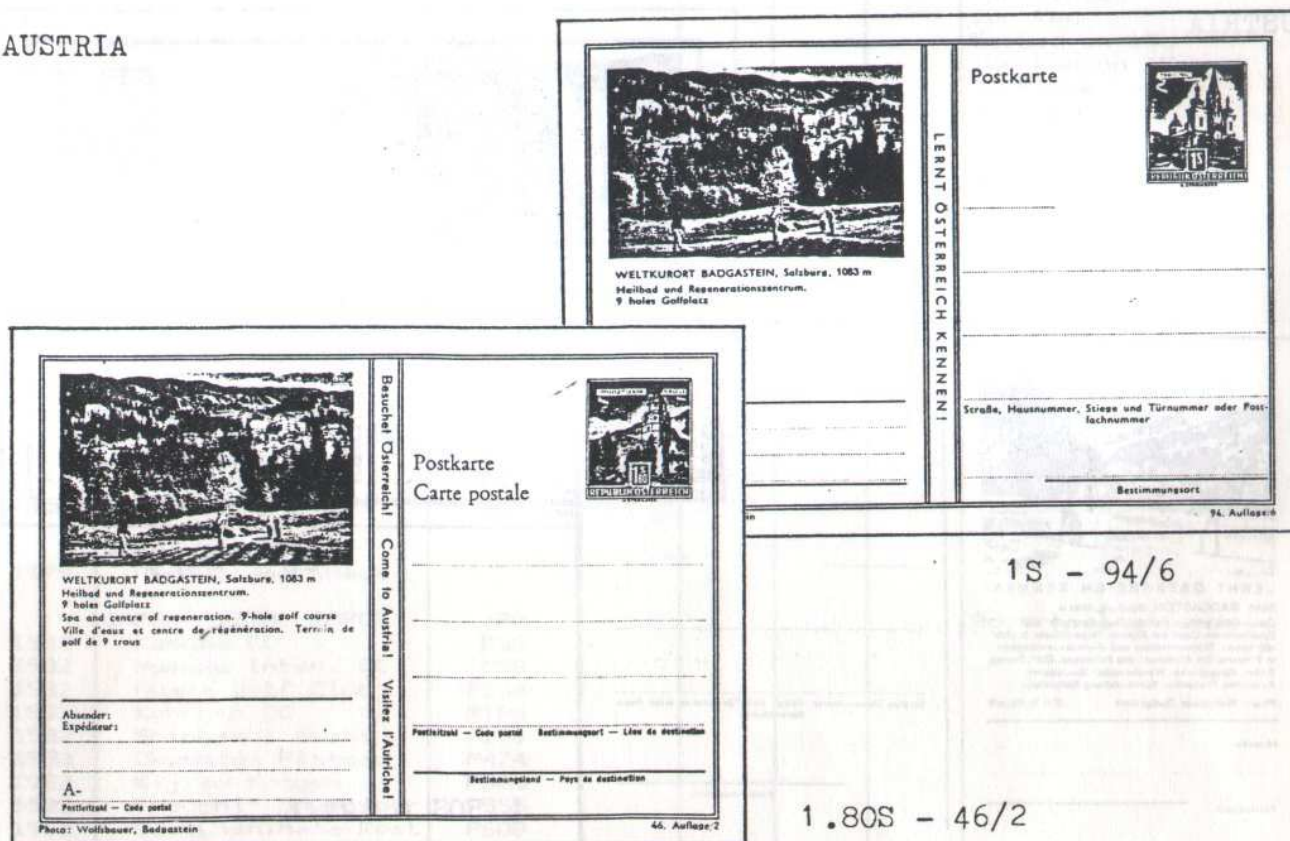 AUSTRIA
Postkarte
1S
REPUBLIK ÖSTERREICH
LERNT ÖSTERREICH KENNEN!
WELTKURORT BADGASTEIN, Salzburg, 1083 m
Heilbad und Regenerationszentrum.
9 holes Golfplatz
Straße, Hausnummer, Stiege und Türnummer oder Post-
fachnummer
Bestimmungsort
94. Auflage/6
1S - 94/6
Besuchet Österreich! Come to Austria! Visitez l'Autriche!
Postkarte
Carte postale
REPUBLIK ÖSTERREICH
WELTKURORT BADGASTEIN, Salzburg, 1083 m
Heilbad und Regenerationszentrum.
9 holes Golfplatz
Spa and centre of regeneration. 9-hole golf course
Ville d'eaux et centre de régénération. Terrain de
golf de 9 trous
Absender:
Expéditeur:
A-
Postleitzahl — Code postal
Postleitzahl — Code postal Bestimmungsort — Lieu de destination
Bestimmungsland — Pays de destination
Photo: Wolfsbauer, Badgastein
46. Auflage/2
1.80S - 46/2